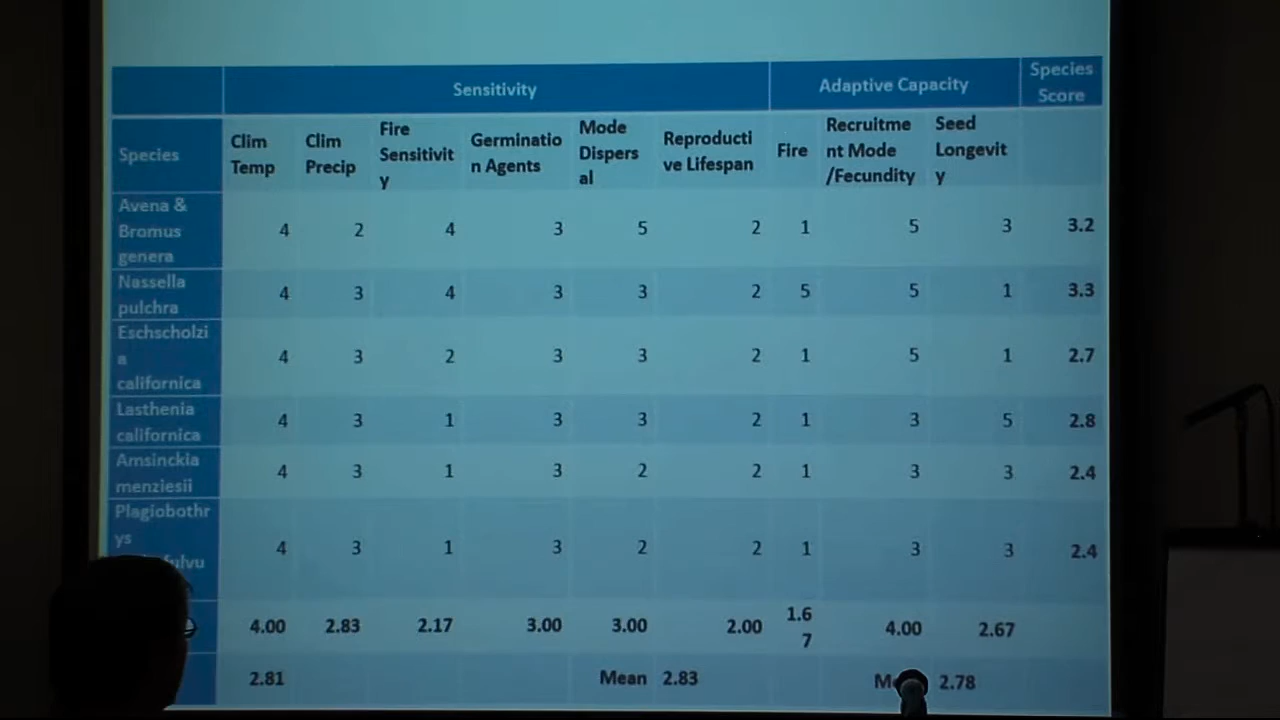 Sensitivity Adaptive Capacity Species Score
Species Clim Temp Clim Precip Fire Sensitivit y Germinatio n Agents Mode Dispers al Reproducti ve Lifespan Fire Recruitme nt Mode /Fecundity Seed Longevit y
Avena & Bromus genera 4 2 4 3 5 2 1 5 3 3.2
Nassella pulchra 4 3 4 3 3 2 5 5 1 3.3
Eschscholzi a californica 4 3 2 3 3 2 1 5 1 2.7
Lasthenia californica 4 3 1 3 3 2 1 3 5 2.8
Amsinckia menziesii 4 3 1 3 2 2 1 3 3 2.4
Plagiobothr ys 4 3 1 3 2 2 1 3 3 2.4
4.00 2.83 2.17 3.00 3.00 2.00 1.6 7 4.00 2.67
2.81 Mean 2.83 2.78